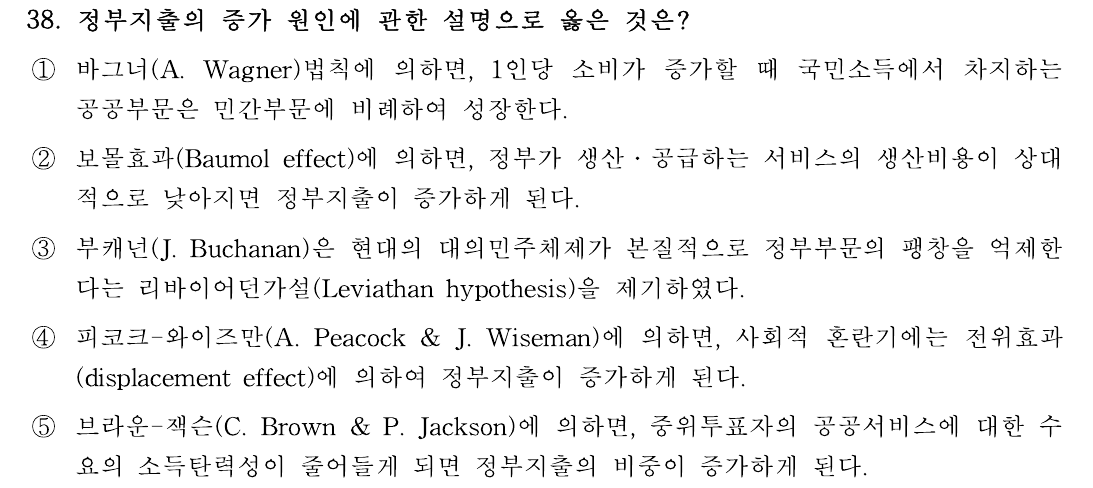 38. 정부지출의 증가 원인에 관한 설명으로 옳은 것은?
① 바그너(A. Wagner)법칙에 의하면, 1인당 소비가 증가할 때 국민소득에서 차지하는
공공부문은 민간부문에 비례하여 성장한다.
② 보몰효과(Baumol effect)에 의하면, 정부가 생산·공급하는 서비스의 생산비용이 상대
적으로 낮아지면 정부지출이 증가하게 된다.
③ 부캐넌(J. Buchanan)은 현대의 대의민주체제가 본질적으로 정부부문의 팽창을 억제한
다는 리바이어던가설(Leviathan hypothesis)을 제기하였다.
④ 피코크-와이즈만(A. Peacock & J. Wiseman)에 의하면, 사회적 혼란기에는 전위효과
(displacement effect)에 의하여 정부지출이 증가하게 된다.
⑤ 브라운-잭슨(C. Brown & P. Jackson)에 의하면, 중위투표자의 공공서비스에 대한 수
요의 소득탄력성이 줄어들게 되면 정부지출의 비중이 증가하게 된다.